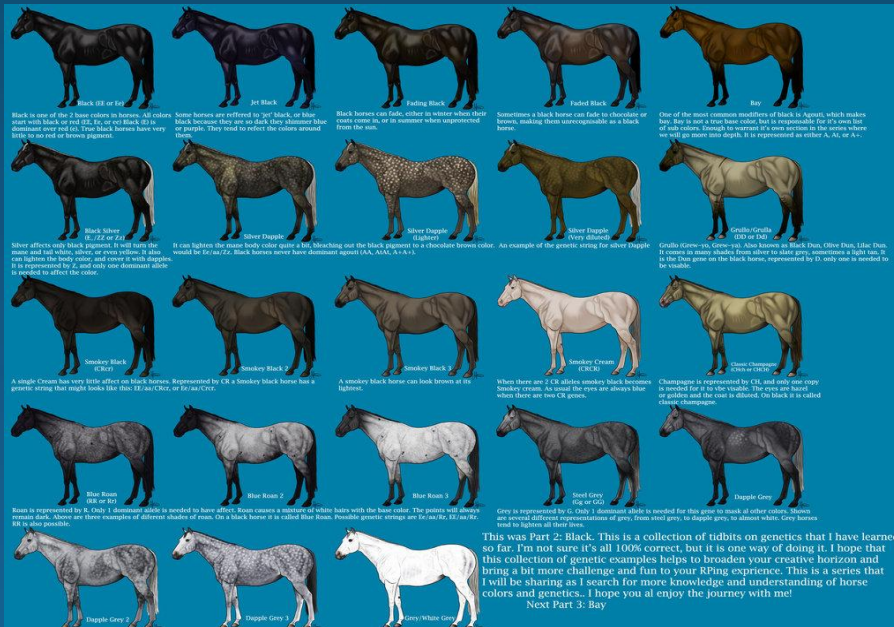 Black (EE or Ee)
Jet Black
Fading Black
Faded Black
Bay
Black is one of the 2 base colors in horses. All colors
start with black or red (EE, Ee, or ee) Black (E) is
dominant over red (e). True black horses have very
little to no red or brown pigment.
Some horses are reffered to 'jet' black, or blue
black because they are so dark they shimmer blue
or purple. They tend to refect the colors around
them.
Black horses can fade, either in winter when their
coats come in, or in summer when unprotected
from the sun.
Sometimes a black horse can fade to chocolate or
brown, making them unrecognisable as a black
horse.
One of the most common modifiers of black is Agouti, which makes
bay. Bay is not a true base color, but is responsible for it's own list
of sub colors. Enough to warrant it's own section in the series where
we will go more into depth. It is represented as either A, At, or A+.
Black Silver
(E_/ZZ or Zz)
Silver Dapple
Silver Dapple
(Lighter)
Silver Dapple
(Very diluted)
Grullo/Grulla
(DD or Dd)
Silver affects only black pigment. It will turn the
mane and tail white, silver, or even yellow. It also
can lighten the body color, and cover it with dapples.
It is represented by Z, and only one dominant allele
is needed to affect the color.
It can lighten the mane body color quite a bit, bleaching out the black pigment to a chocolate brown color. An example of the genetic string for silver Dapple
would be Ee/aa/Zz. Black horses never have dominant agouti (AA, AtAt, A+A+).
Grullo (Grew-yo, Grew-ya). Also known as Black Dun, Olive Dun, Lilac Dun.
It comes in many shades from silver to slate grey, sometimes a light tan. It
is the Dun gene on the black horse, represented by D. only one is needed to
be visable.
Smokey Black
(CRcr)
Smokey Black 2
Smokey Black 3
Smokey Cream
(CRCR)
Classic Champagne
(CHch or CHCH)
A single Cream has very little affect on black horses. Represented by CR a Smokey black horse has a
genetic string that might looks like this: EE/aa/CRcr, or Ee/aa/Crcr.
A smokey black horse can look brown at its
lightest.
When there are 2 CR alleles smokey black becomes
Smokey cream. As usual the eyes are always blue
when there are two CR genes.
Champagne is represented by CH, and only one copy
is needed for it to vbe visable. The eyes are hazel
or golden and the coat is diluted. On black it is called
classic champagne.
Blue Roan
(RR or Rr)
Blue Roan 2
Blue Roan 3
Steel Grey
(Gg or GG)
Dapple Grey
Roan is represented by R. Only 1 dominant allele is needed to have affect. Roan causes a mixture of white hairs with the base color. The points will always
remain dark. Above are three examples of diferent shades of roan. On a black horse it is called Blue Roan. Possible genetic strings are Ee/aa/Rr, EE/aa/Rr.
RR is also possible.
Grey is represented by G. Only 1 dominant allele is needed for this gene to mask al other colors. Shown
are several different representations of grey, from steel grey, to dapple grey, to almost white. Grey horses
tend to lighten all their lives.
Dapple Grey 2
Dapple Grey 3
Grey/White Grey
This was Part 2: Black. This is a collection of tidbits on genetics that I have learned
so far. I'm not sure it's all 100% correct, but it is one way of doing it. I hope that
this collection of genetic examples helps to broaden your creative horizon and
bring a bit more challenge and fun to your RPing exprience. This is a series that
I will be sharing as I search for more knowledge and understanding of horse
colors and genetics.. I hope you al enjoy the journey with me!
Next Part 3: Bay